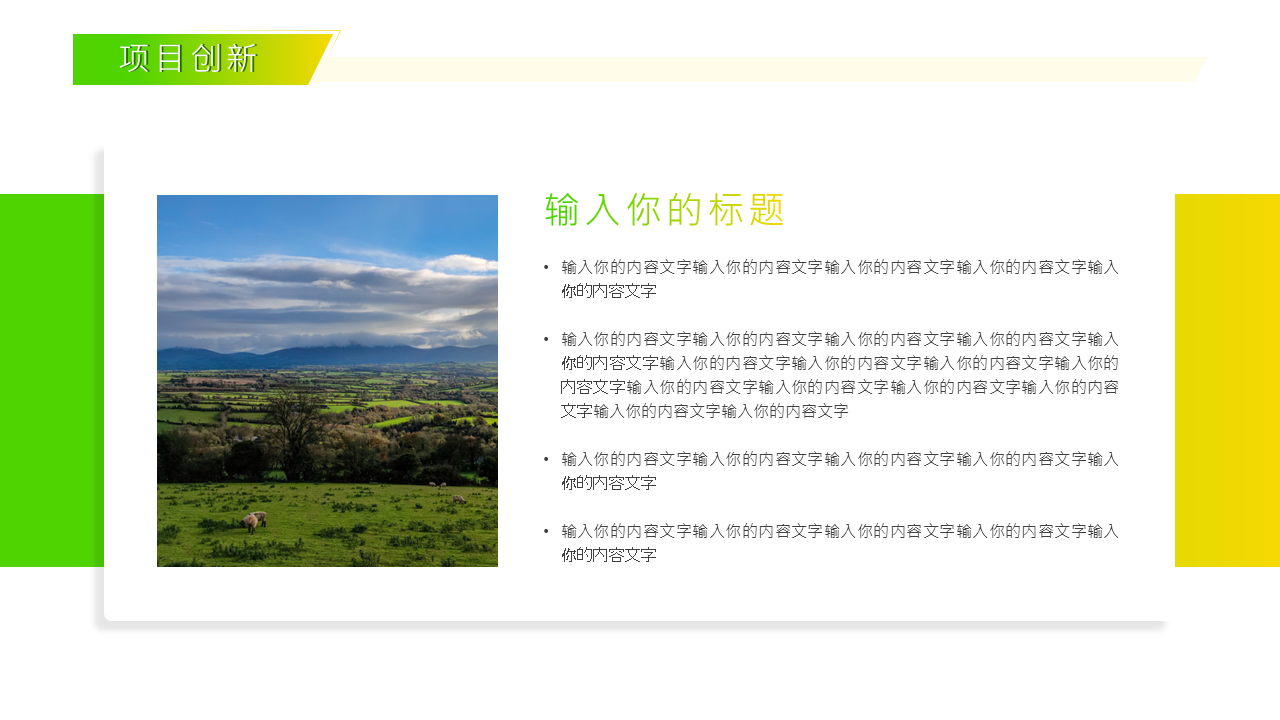 项目创新
输入你的标题
• 输入你的内容文字输入你的内容文字输入你的内容文字输入你的内容文字输入
你的内容文字
• 输入你的内容文字输入你的内容文字输入你的内容文字输入你的内容文字输入
你的内容文字输入你的内容文字输入你的内容文字输入你的内容文字输入你的
内容文字输入你的内容文字输入你的内容文字输入你的内容文字输入你的内容
文字输入你的内容文字输入你的内容文字
• 输入你的内容文字输入你的内容文字输入你的内容文字输入你的内容文字输入
你的内容文字
• 输入你的内容文字输入你的内容文字输入你的内容文字输入你的内容文字输入
你的内容文字